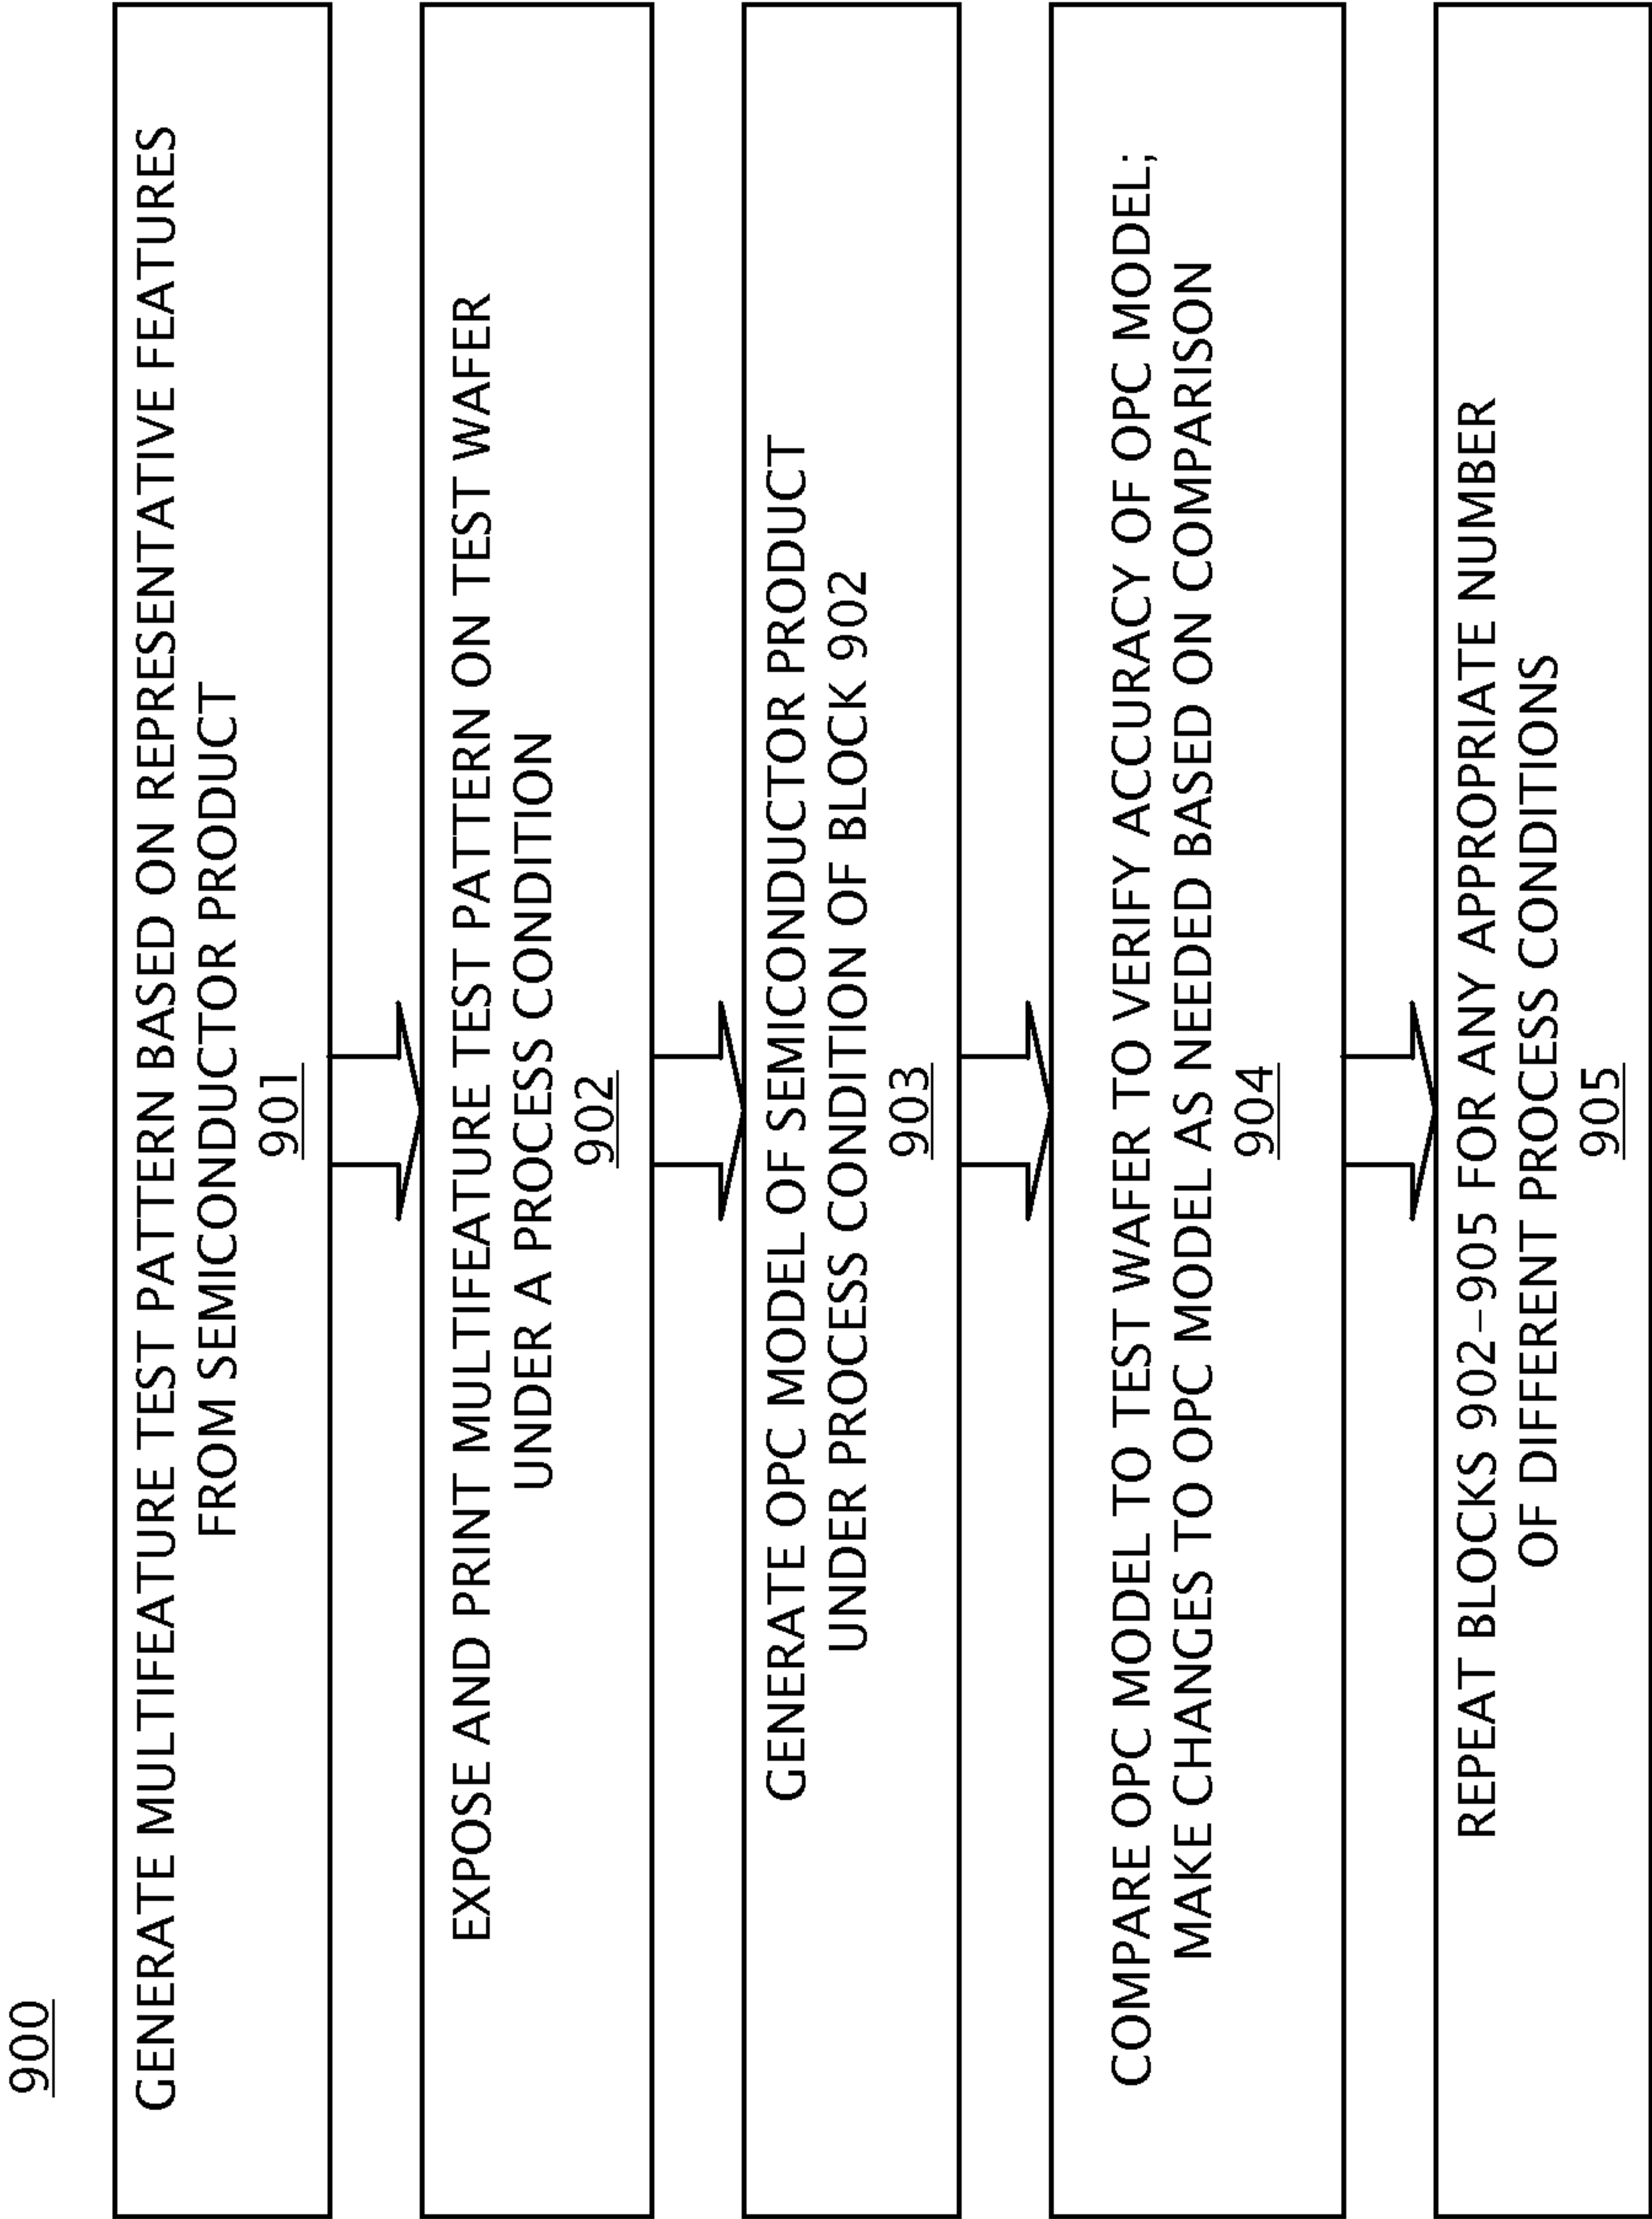 900
GENERATE MULTIFEATURE TEST PATTERN BASED ON REPRESENTATIVE FEATURES
FROM SEMICONDUCTOR PRODUCT
901
EXPOSE AND PRINT MULTIFEATURE TEST PATTERN ON TEST WAFER
UNDER A PROCESS CONDITION
902
GENERATE OPC MODEL OF SEMICONDUCTOR PRODUCT
UNDER PROCESS CONDITION OF BLOCK 902
903
COMPARE OPC MODEL TO TEST WAFER TO VERIFY ACCURACY OF OPC MODEL;
MAKE CHANGES TO OPC MODEL AS NEEDED BASED ON COMPARISON
904
REPEAT BLOCKS 902-905 FOR ANY APPROPRIATE NUMBER
OF DIFFERENT PROCESS CONDITIONS
905